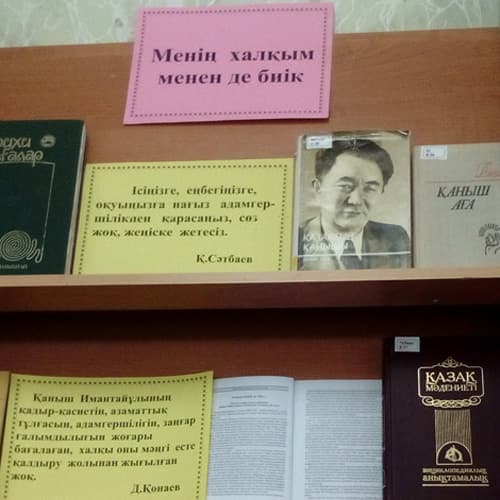 Менің халқым
менен де биік
Ісіңізге, еңбегіңізге,
оқуыңызға нағыз адамгер-
шілікпен қарасаңыз, сөз
жоқ, жеңіске жетесіз.
Қ.Сәтбаев
ҚАНЫШ
АҒА
Қаныш Имантайұлының
қадыр-қасиетін, азаматтық
тұлғасын, адамгершілігін, заңғар
ғалымдылығын жоғары
бағалаған, халқы оны мәңгі есте
қалдыру жолынан жығылған
жоқ.
Д.Қонаев
ҚАЗАҚ
МӘДЕНИЕТІ
ЭНЦИКЛОПЕДИЯЛЫҚ
АНЫҚТАМАЛЫҚ